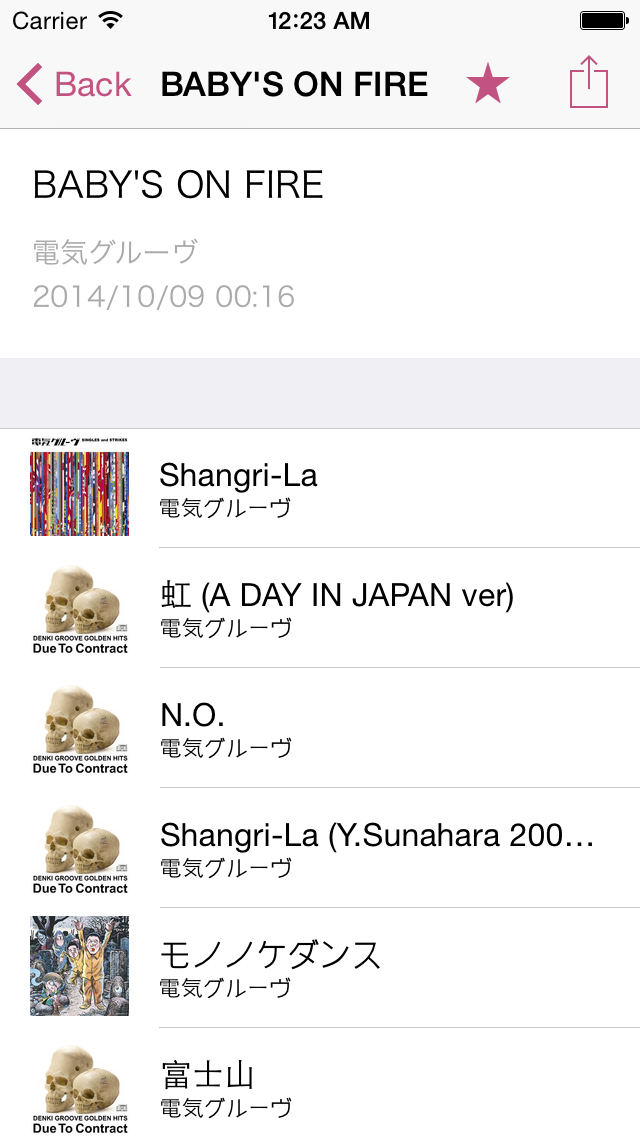 Carrier 12:23 AM
Back BABY'S ON FIRE
BABY'S ON FIRE
電気グルーヴ
2014/10/09 00:16
電気グルーヴ SINGLES and STRIKES
Shangri-La
電気グルーヴ
虹 (A DAY IN JAPAN ver)
電気グルーヴ
DENKI GROOVE GOLDEN HITS
Due To Contract
N.O.
電気グルーヴ
DENKI GROOVE GOLDEN HITS
Due To Contract
Shangri-La (Y.Sunahara 200...
電気グルーヴ
DENKI GROOVE GOLDEN HITS
Due To Contract
モノノケダンス
電気グルーヴ
富士山
電気グルーヴ
DENKI GROOVE GOLDEN HITS
Due To Contract